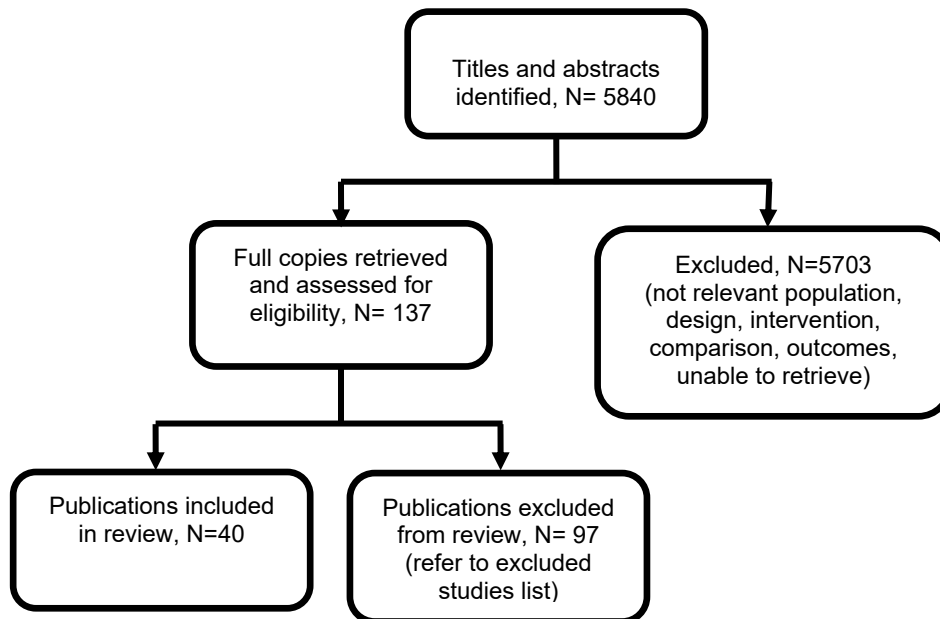 Titles and abstracts
identified, N= 5840
Full copies retrieved
and assessed for
eligibility, N= 137
Excluded, N=5703
(not relevant population,
design, intervention,
comparison, outcomes,
unable to retrieve)
Publications included
in review, N=40
Publications excluded
from review, N= 97
(refer to excluded
studies list)